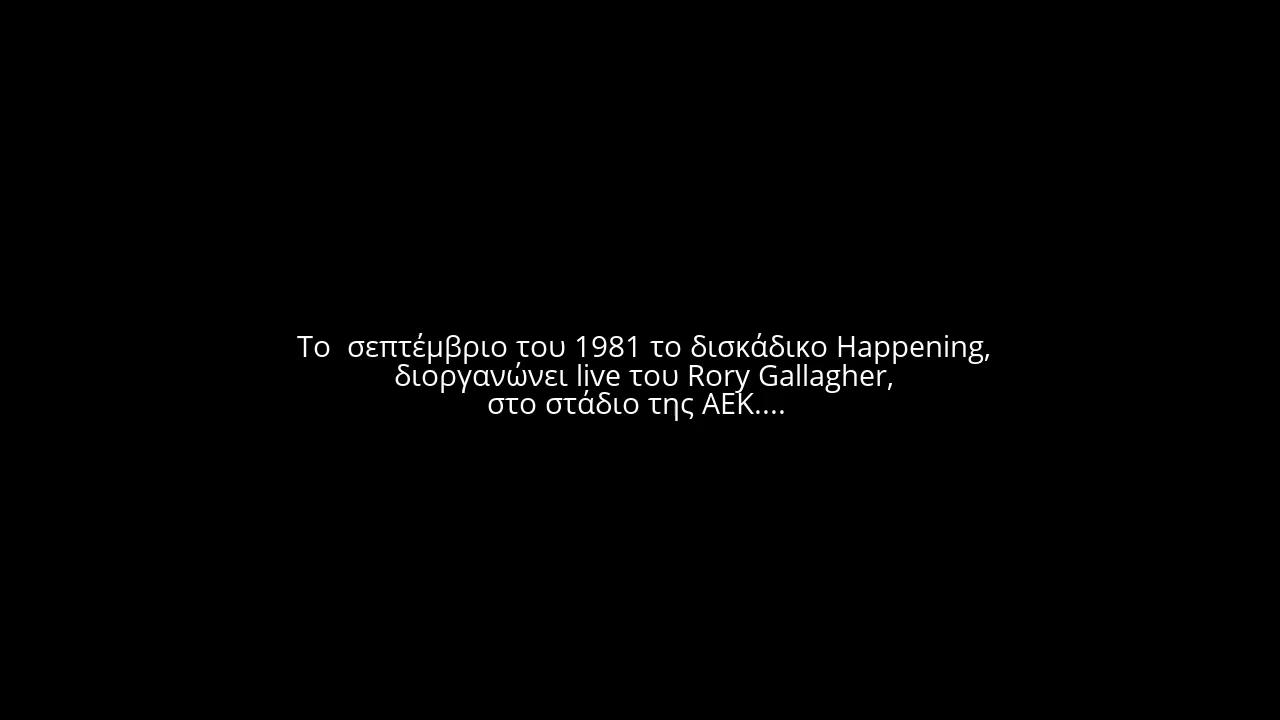 Το  σεπτέμβριο του 1981 το δισκάδικο Happening,
διοργανώνει live του Rory Gallagher,
στο στάδιο της ΑΕΚ....